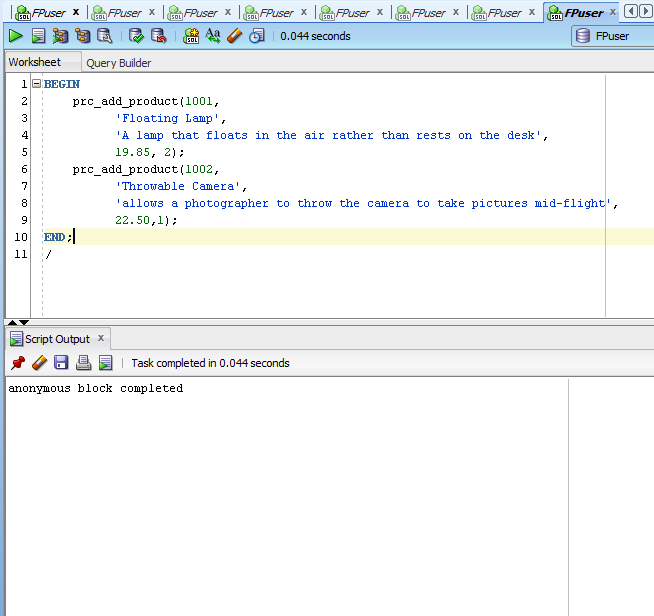 FPuser x FPuser x FPuser x FPuser x FPuser x FPuser x FPuser x FPuser x
0.044 seconds
FPuser
Worksheet Query Builder
1 BEGIN
2 prc_add_product(1001,
3 'Floating Lamp',
4 'A lamp that floats in the air rather than rests on the desk',
5 19.85, 2);
6 prc_add_product(1002,
7 'Throwable Camera',
8 'allows a photographer to throw the camera to take pictures mid-flight',
9 22.50,1);
10 END;
11 /
Script Output x
Task completed in 0.044 seconds
anonymous block completed